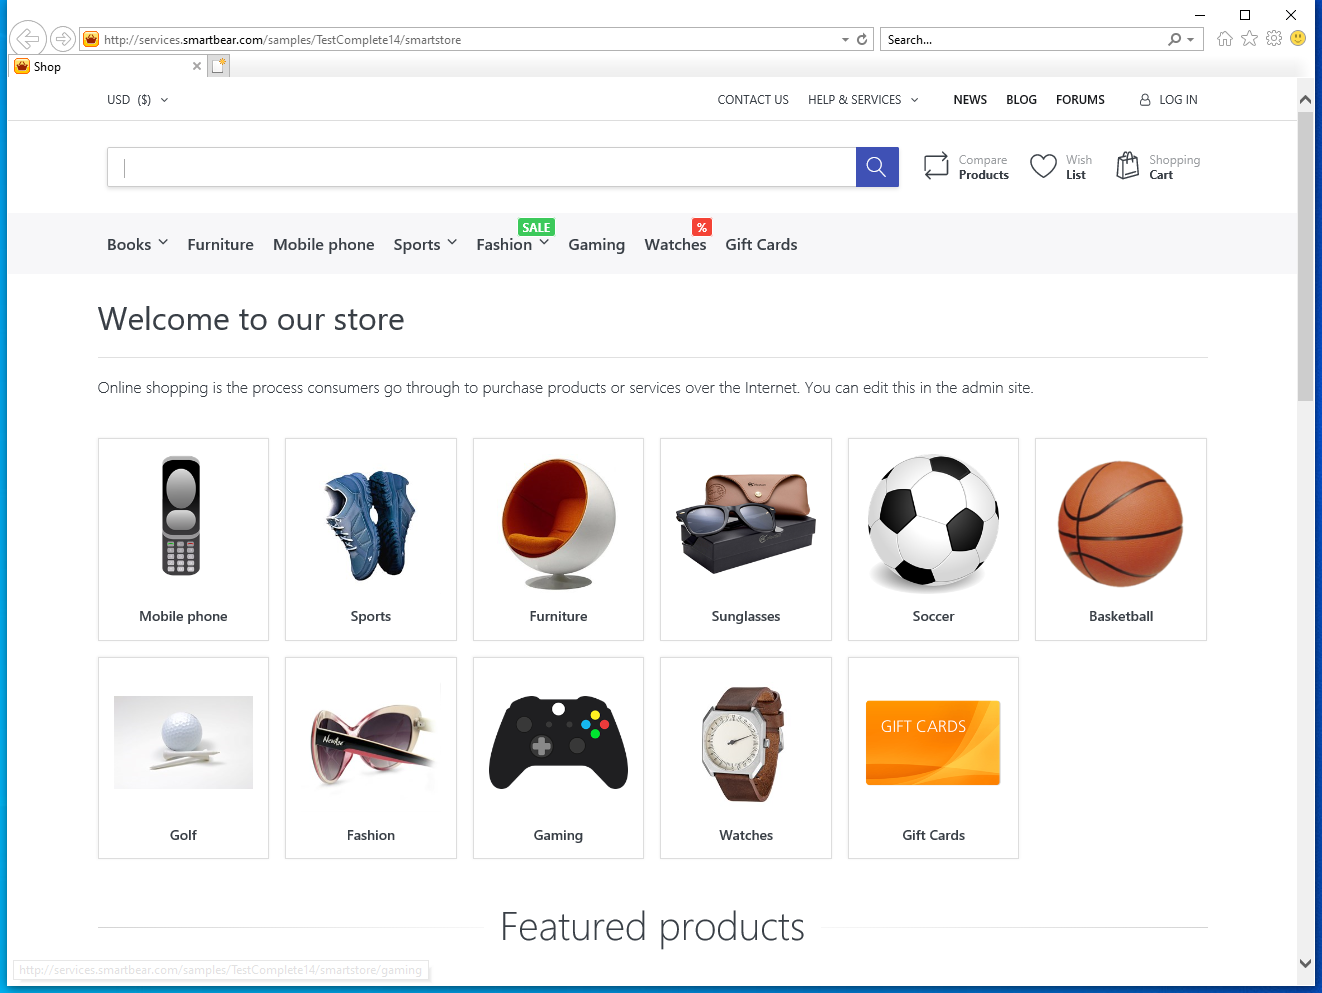 http://services.smartbear.com/samples/TestComplete14/smartstore
Search...
Shop
USD ($)
CONTACT US
HELP & SERVICES
NEWS
BLOG
FORUMS
LOG IN
Compare
Products
Wish
List
Shopping
Cart
SALE
%
Books
Furniture
Mobile phone
Sports
Fashion
Gaming
Watches
Gift Cards
Welcome to our store
Online shopping is the process consumers go through to purchase products or services over the Internet. You can edit this in the admin site.
Mobile phone
Sports
Furniture
Sunglasses
Soccer
Basketball
GIFT CARDS
Golf
Fashion
Gaming
Watches
Gift Cards
Featured products
http://services.smartbear.com/samples/TestComplete14/smartstore/gaming